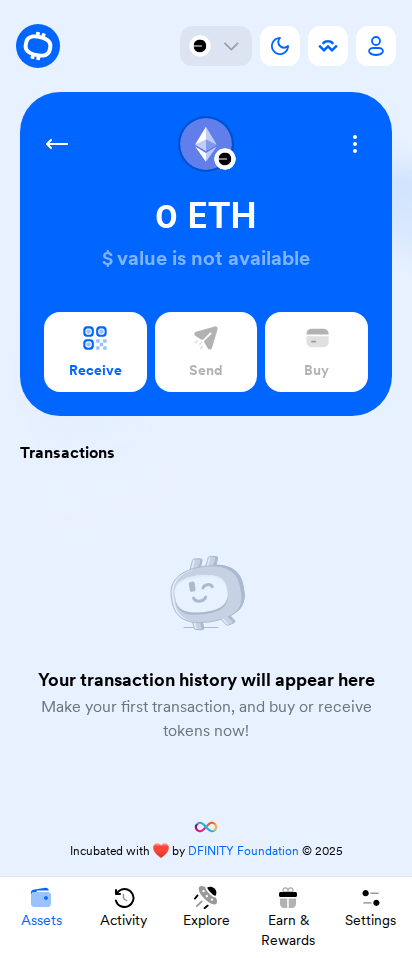 0 ETH
$ value is not available
Receive
Send
Buy
Transactions
Your transaction history will appear here
Make your first transaction, and buy or receive
tokens now!
Incubated with ❤️ by DFINITY Foundation © 2025
Assets
Activity
Explore
Earn &
Rewards
Settings